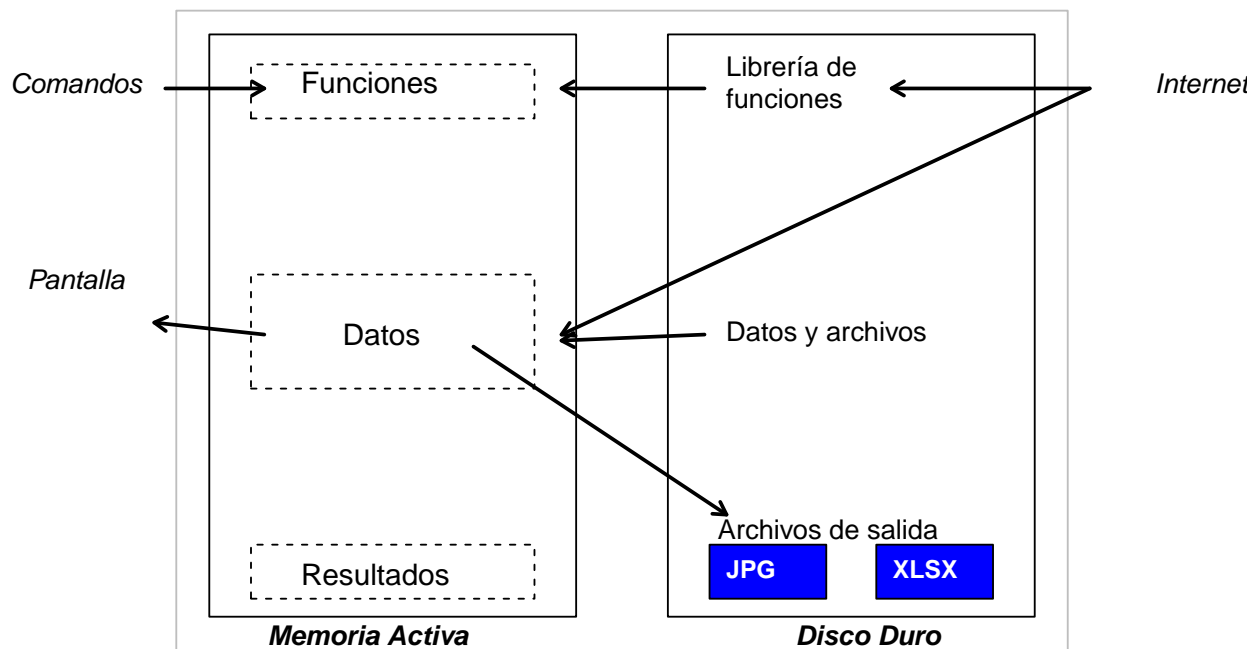 Comandos
Funciones
Librería de
funciones
Internet
Pantalla
Datos
Datos y archivos
Archivos de salida
JPG
XLSX
Resultados
Memoria Activa
Disco Duro